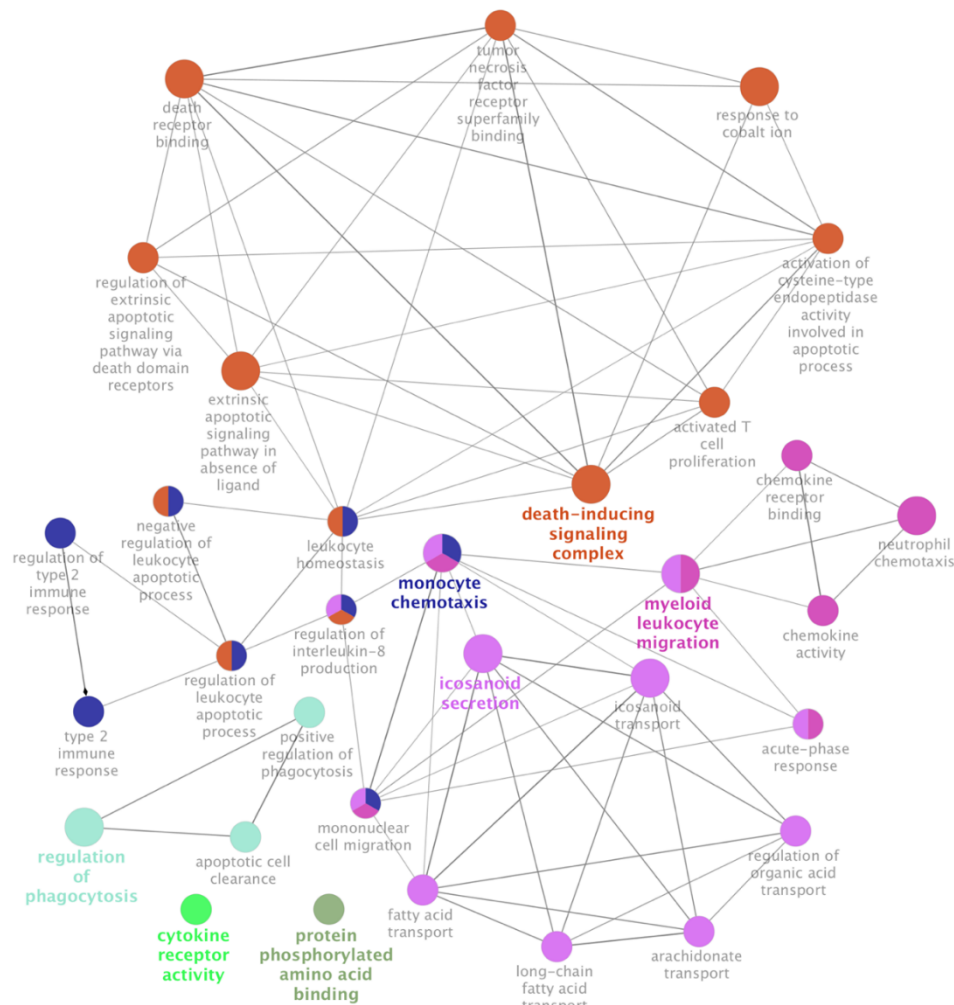 tumor
necrosis
factor
receptor
superfamily
binding
death
receptor
binding
response to
cobalt ion
regulation of
extrinsic
apoptotic
signaling
pathway via
death domain
receptors
activation of
cysteine-type
endopeptidase
activity
involved in
apoptotic
process
extrinsic
apoptotic
signaling
pathway in
absence of
ligand
activated T
cell
proliferation
death-inducing
signaling
complex
chemokine
receptor
binding
neutrophil
chemotaxis
negative
regulation of
leukocyte
apoptotic
process
leukocyte
homeostasis
regulation of
type 2
immune
response
monocyte
chemotaxis
myeloid
leukocyte
migration
chemokine
activity
regulation of
interleukin-8
production
regulation of
leukocyte
apoptotic
process
icosanoid
secretion
icosanoid
transport
type 2
immune
response
positive
regulation of
phagocytosis
acute-phase
response
mononuclear
cell migration
regulation
of
phagocytosis
apoptotic cell
clearance
regulation of
organic acid
transport
fatty acid
transport
cytokine
receptor
activity
protein
phosphorylated
amino acid
binding
long-chain
fatty acid
transport
arachidonate
transport